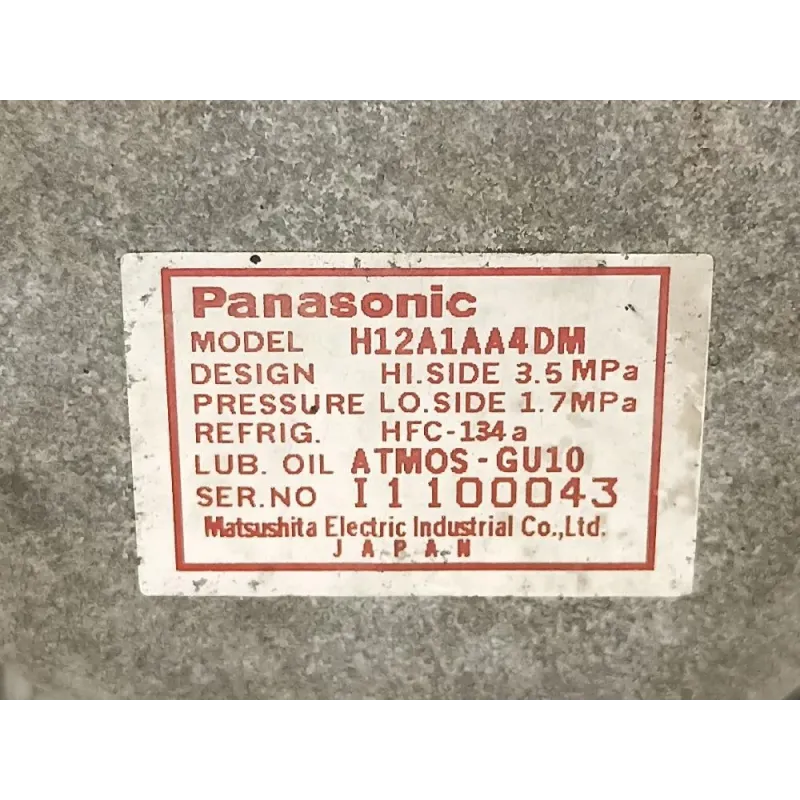 Panasonic
MODEL H12A1AA4DM
DESIGN HI.SIDE 3.5 MPa
PRESSURE LO.SIDE 1.7MPa
REFRIG. HFC-134a
LUB. OIL ATMOS-GU10
SER.NO I1100043
Matsushita Electric Industrial Co.,Ltd.
JAPAN